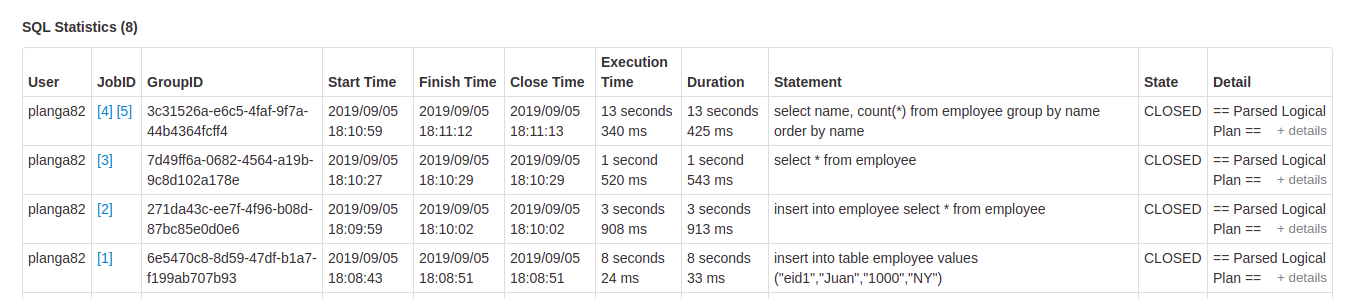 SQL Statistics (8)
User JobID GroupID Start Time Finish Time Close Time Execution Time Duration Statement State Detail
planga82 [4] [5] 3c31526a-e6c5-4faf-9f7a- 2019/09/05 2019/09/05 2019/09/05 13 seconds 13 seconds select name, count(*) from employee group by name CLOSED == Parsed Logical
44b4364fcff4 18:10:59 18:11:12 18:11:13 340 ms 425 ms order by name Plan == + details
planga82 [3] 7d49ff6a-0682-4564-a19b- 2019/09/05 2019/09/05 2019/09/05 1 second 1 second select * from employee CLOSED == Parsed Logical
9c8d102a178e 18:10:27 18:10:29 18:10:29 520 ms 543 ms Plan == + details
planga82 [2] 271da43c-ee7f-4f96-b08d- 2019/09/05 2019/09/05 2019/09/05 3 seconds 3 seconds insert into employee select * from employee CLOSED == Parsed Logical
87bc85e0d0e6 18:09:59 18:10:02 18:10:02 908 ms 913 ms Plan == + details
planga82 [1] 6e5470c8-8d59-47df-b1a7- 2019/09/05 2019/09/05 2019/09/05 8 seconds 8 seconds insert into table employee values CLOSED == Parsed Logical
f199ab707b93 18:08:43 18:08:51 18:08:51 24 ms 33 ms ("eid1","Juan","1000","NY") Plan == + details